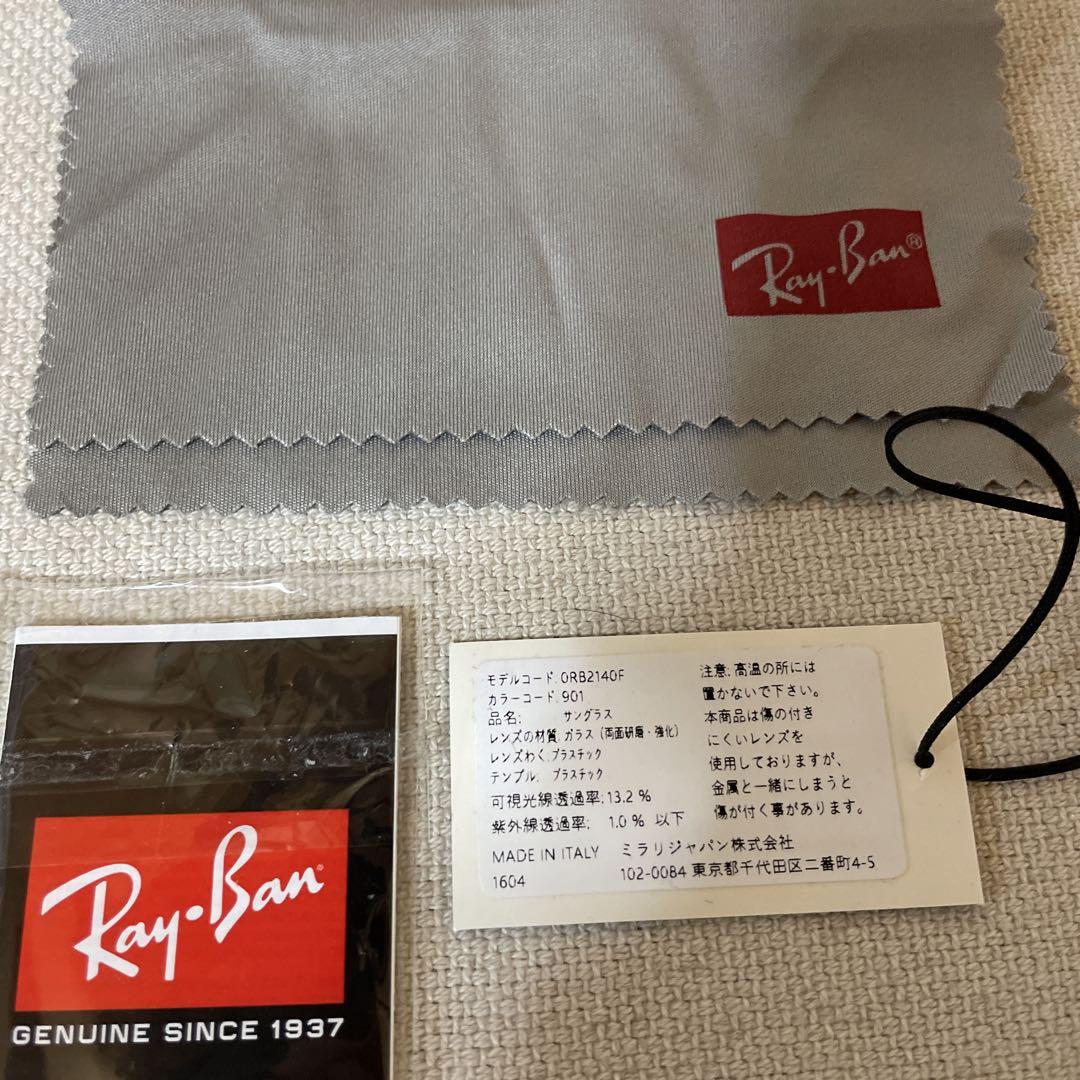 Ray-Ban®
モデルコード:0RB2140F
カラーコード:901
品名: サングラス
レンズの材質:ガラス(両面研磨・強化)
レンズわく:プラスチック
テンプル: プラスチック
可視光線透過率:13.2 %
紫外線透過率: 1.0 % 以下
MADE IN ITALY ミラリジャパン株式会社
1604 102-0084 東京都千代田区二番町4-5
注意:高温の所には
置かないで下さい。
本商品は傷の付き
にくいレンズを
使用しておりますが、
金属と一緒にしまうと
傷が付く事があります。
Ray-Ban
GENUINE SINCE 1937